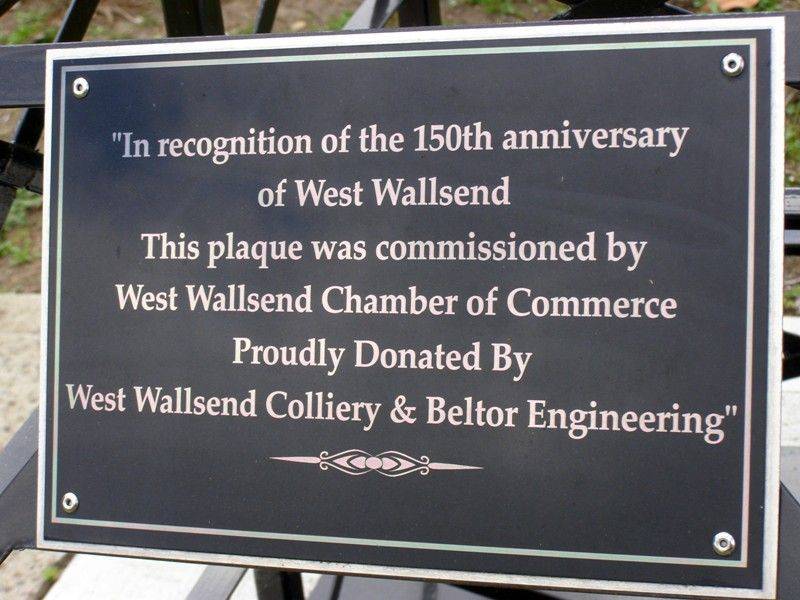 "In recognition of the 150th anniversary
of West Wallsend
This plaque was commissioned by
West Wallsend Chamber of Commerce
Proudly Donated By
West Wallsend Colliery & Beltor Engineering"